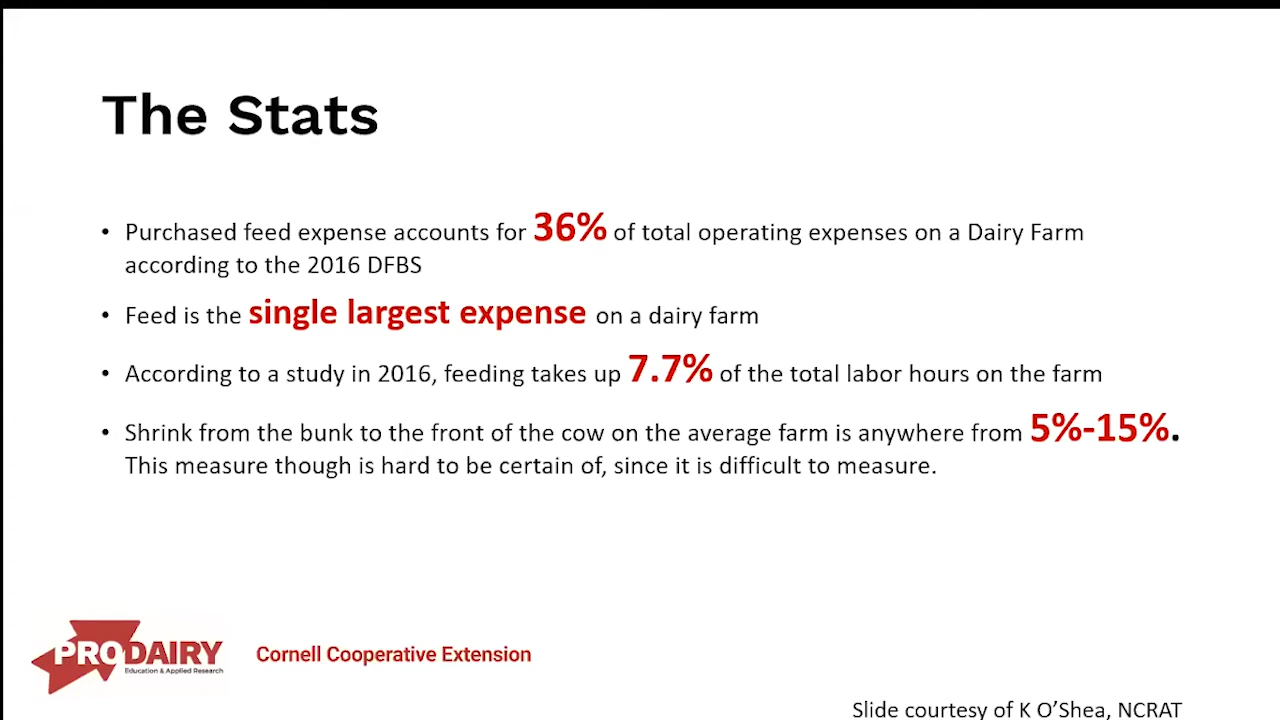 The Stats
• Purchased feed expense accounts for 36% of total operating expenses on a Dairy Farm
according to the 2016 DFBS
• Feed is the single largest expense on a dairy farm
• According to a study in 2016, feeding takes up 7.7% of the total labor hours on the farm
• Shrink from the bunk to the front of the cow on the average farm is anywhere from 5%-15%.
This measure though is hard to be certain of, since it is difficult to measure.
PRODAIRY
Education & Applied Research
Cornell Cooperative Extension
Slide courtesy of K O'Shea, NCRAT